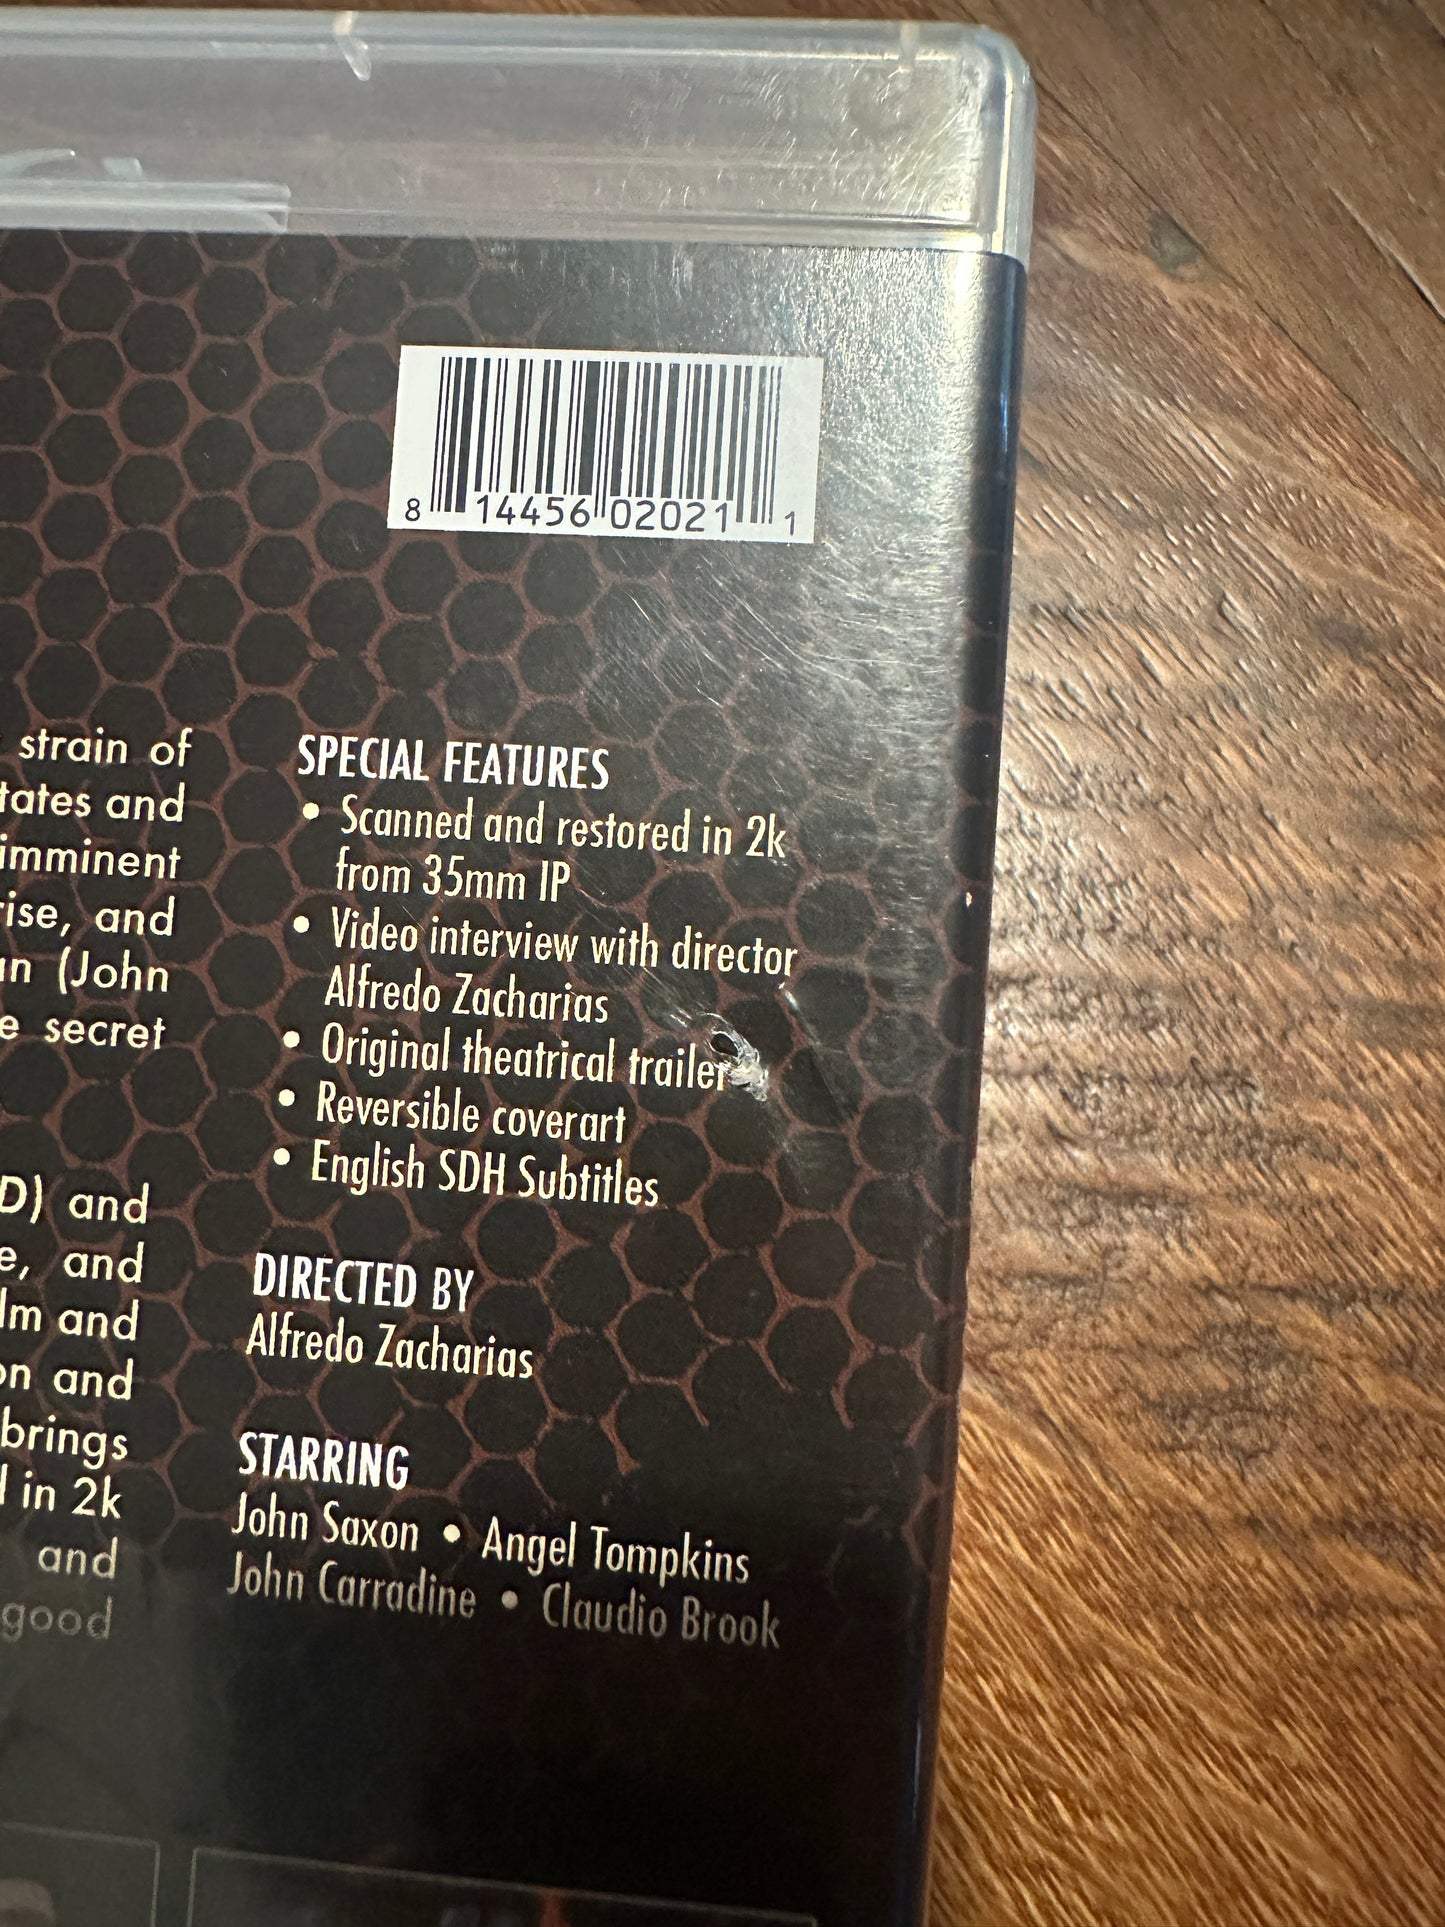 8 14456 02021 1
strain of
tates and
imminent
rise, and
an (John
e secret
D) and
e, and
lm and
on and
brings
d in 2k
and
good
SPECIAL FEATURES
• Scanned and restored in 2k
from 35mm IP
• Video interview with director
Alfredo Zacharias
• Original theatrical trailer
• Reversible coverart
• English SDH Subtitles
DIRECTED BY
Alfredo Zacharias
STARRING
John Saxon • Angel Tompkins
John Carradine • Claudio Brook